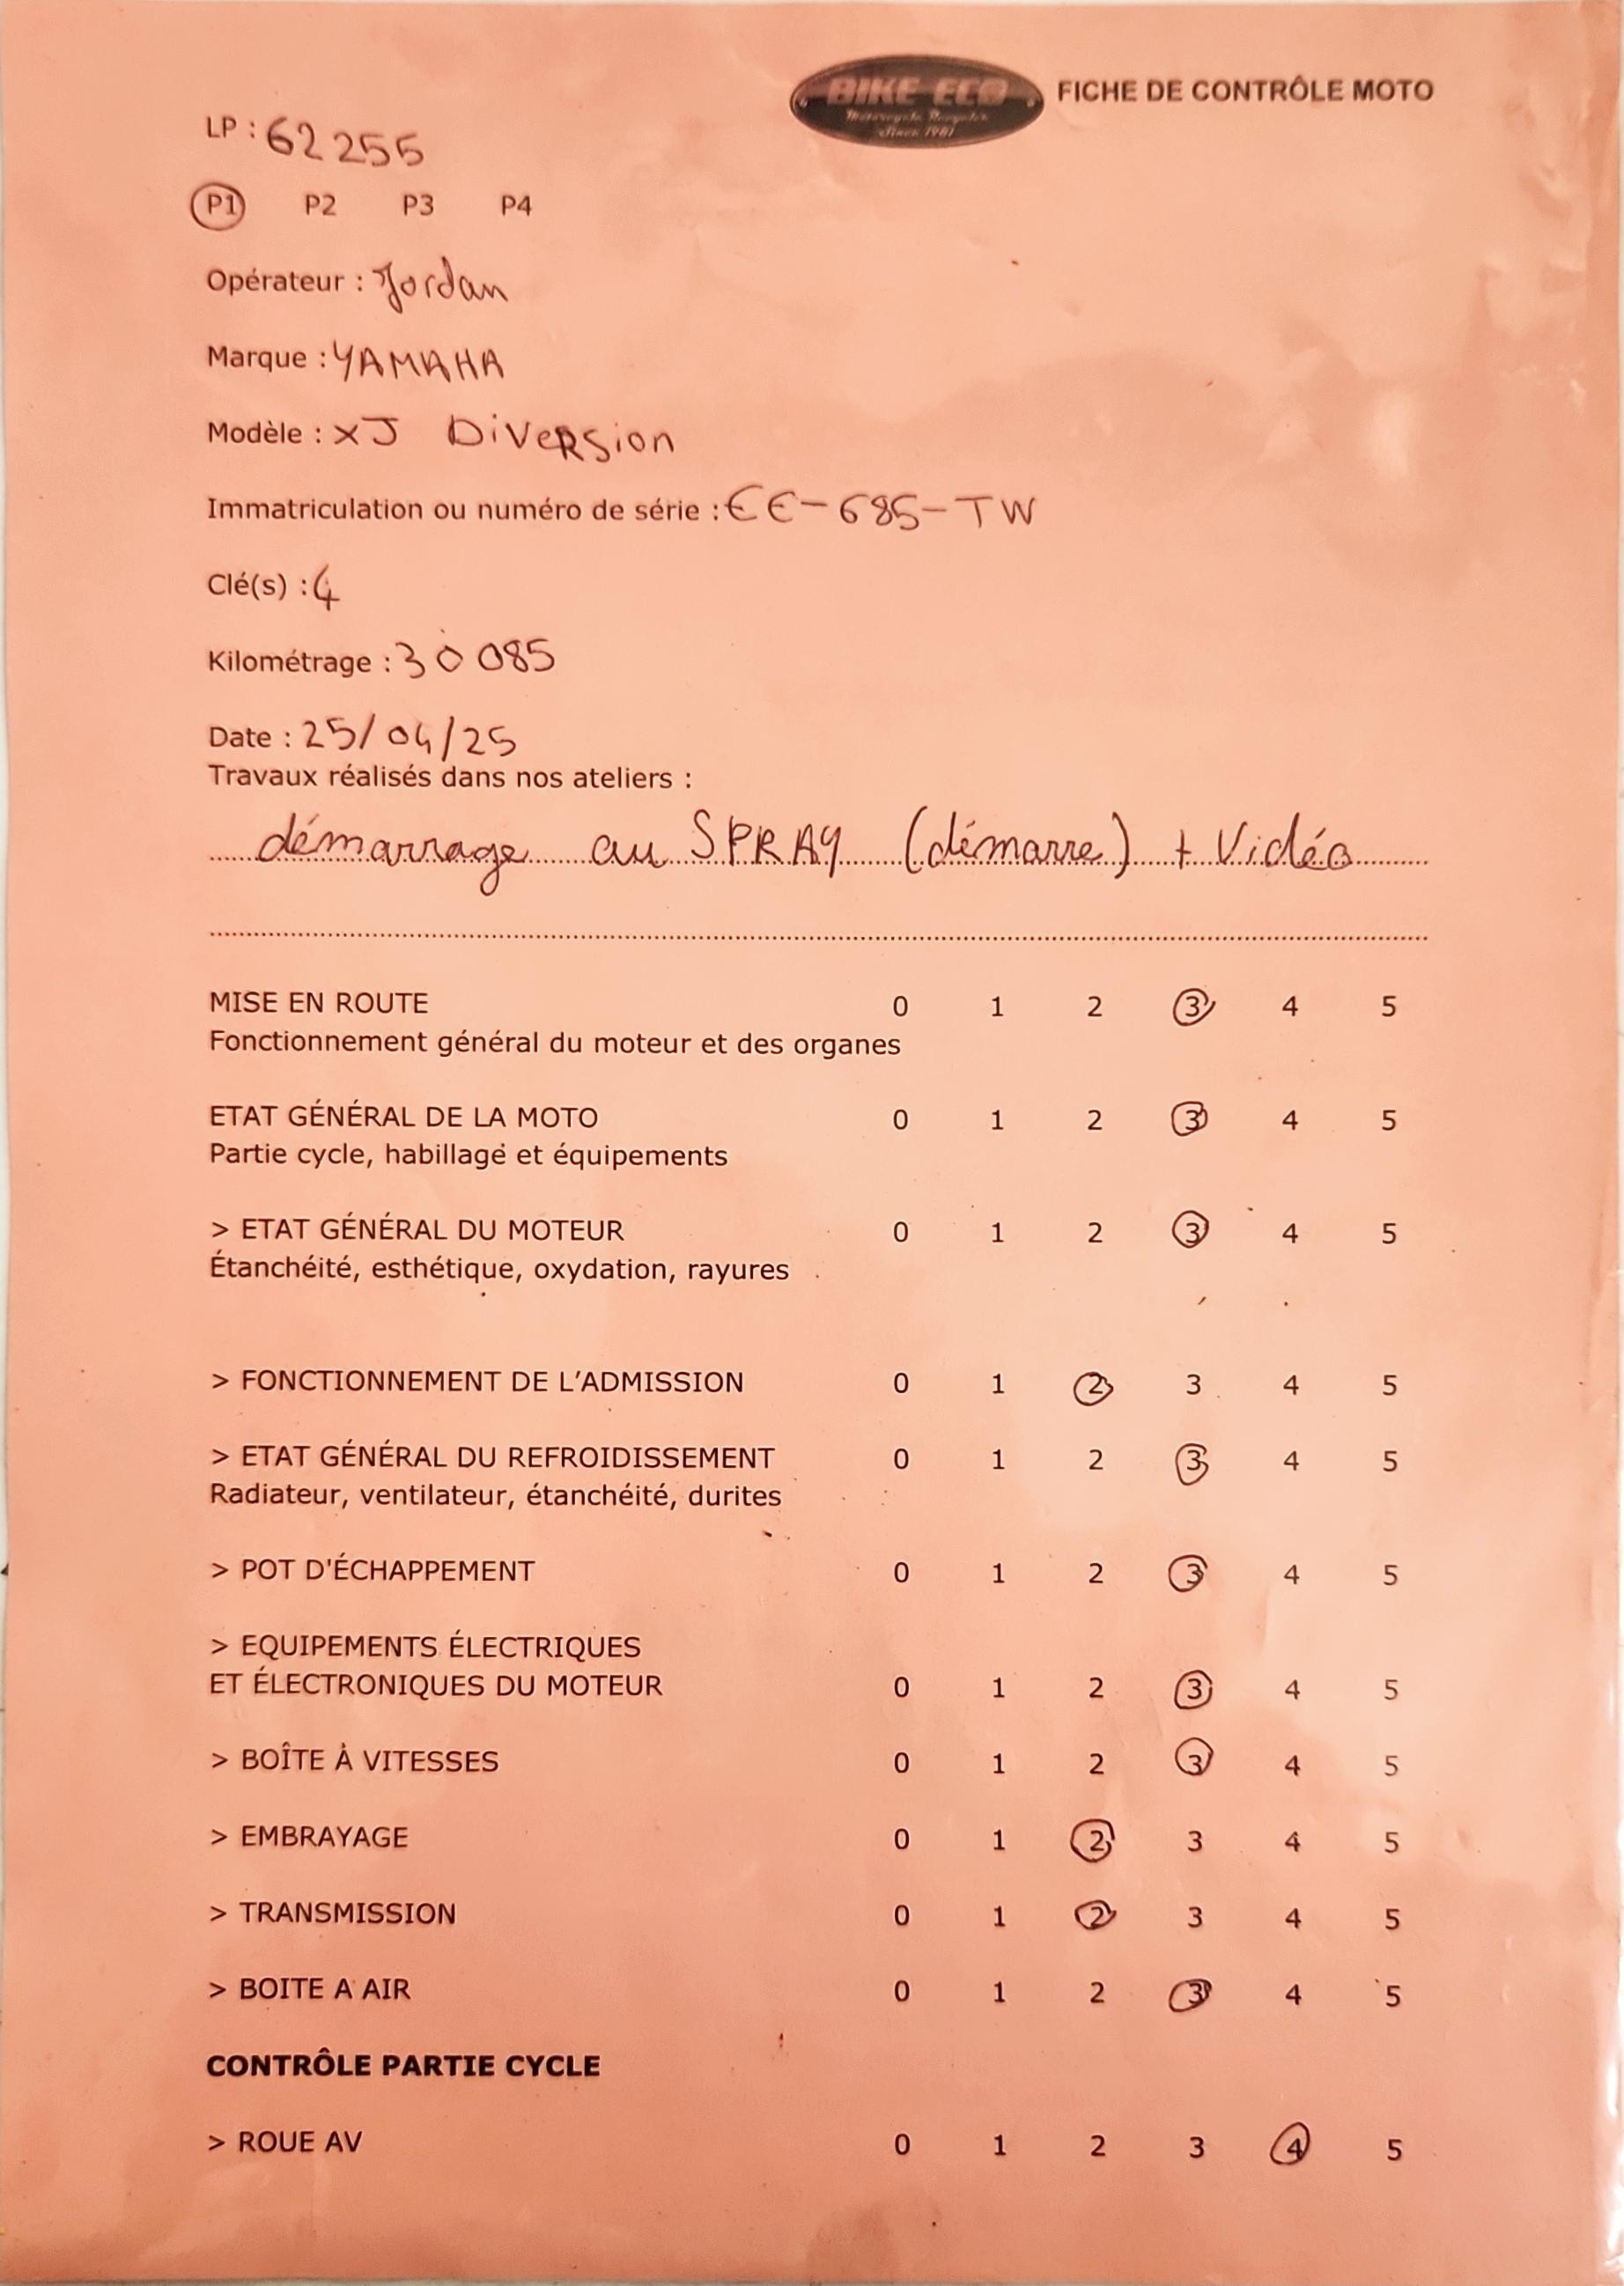 BIKE ECO
Motorcycle Recycler
Since 1981
FICHE DE CONTRÔLE MOTO
LP : 62255
P1 P2 P3 P4
Opérateur : Jordan
Marque : YAMAHA
Modèle : XJ DiVeRSion
Immatriculation ou numéro de série : EE-685-TW
Clé(s) : 4
Kilométrage : 30 085
Date : 25/04/25
Travaux réalisés dans nos ateliers :
démarrage au SPRAY (démarre) + Vidéo
MISE EN ROUTE 0 1 2 3 4 5
Fonctionnement général du moteur et des organes
ETAT GÉNÉRAL DE LA MOTO 0 1 2 3 4 5
Partie cycle, habillage et équipements
> ETAT GÉNÉRAL DU MOTEUR 0 1 2 3 4 5
Étanchéité, esthétique, oxydation, rayures
> FONCTIONNEMENT DE L'ADMISSION 0 1 2 3 4 5
> ETAT GÉNÉRAL DU REFROIDISSEMENT 0 1 2 3 4 5
Radiateur, ventilateur, étanchéité, durites
> POT D'ÉCHAPPEMENT 0 1 2 3 4 5
> EQUIPEMENTS ÉLECTRIQUES
ET ÉLECTRONIQUES DU MOTEUR 0 1 2 3 4 5
> BOÎTE À VITESSES 0 1 2 3 4 5
> EMBRAYAGE 0 1 2 3 4 5
> TRANSMISSION 0 1 2 3 4 5
> BOITE A AIR 0 1 2 3 4 5
CONTRÔLE PARTIE CYCLE
> ROUE AV 0 1 2 3 4 5